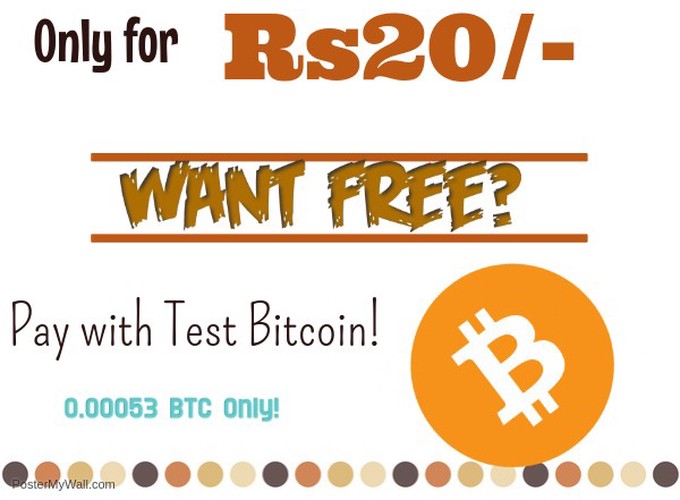 Only for Rs20/-
WANT FREE?
Pay with Test Bitcoin!
0.00053 BTC Only!
PosterMyWall.com